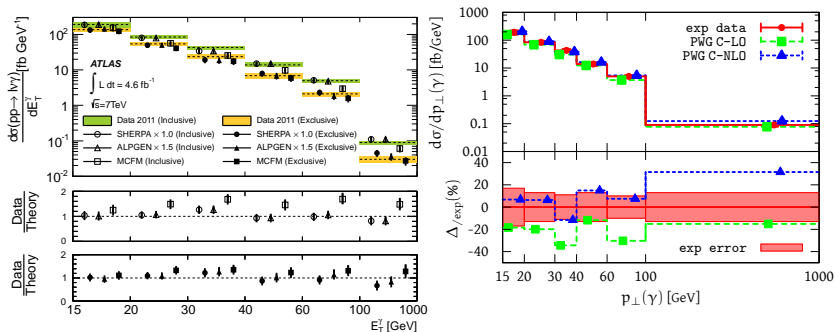 dσ(pp→ lνγ)
dE_T^γ
[fb GeV⁻¹]
10²
10
1
10⁻¹
10⁻²
ATLAS
∫ L dt = 4.6 fb⁻¹
√s=7TeV
Data 2011 (Inclusive)
Data 2011 (Exclusive)
SHERPA × 1.0 (Inclusive)
SHERPA × 1.0 (Exclusive)
ALPGEN × 1.5 (Inclusive)
ALPGEN × 1.5 (Exclusive)
MCFM (Inclusive)
MCFM (Exclusive)
Data
Theory
2
1
0
Data
Theory
2
1
0
15 20 30 40 60 100 1000
E_T^γ [GeV]
dσ/dp⊥(γ) [fb/GeV]
1000
100
10
1
0.1
0.01
exp data
PWG C-LO
PWG C-NLO
Δ/exp(%)
40
20
0
-20
-40
exp error
15 20 30 40 60 100 1000
p⊥(γ) [GeV]